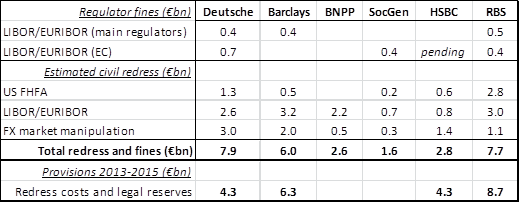 Regulator fines (€bn) Deutsche Barclays BNPP SocGen HSBC RBS
LIBOR/EURIBOR (main regulators) 0.4 0.4 0.5
LIBOR/EURIBOR (EC) 0.7 0.4 pending 0.4
Estimated civil redress (€bn)
US FHFA 1.3 0.5 0.2 0.6 2.8
LIBOR/EURIBOR 2.6 3.2 2.2 0.7 0.8 3.0
FX market manipulation 3.0 2.0 0.5 0.3 1.4 1.1
Total redress and fines (€bn) 7.9 6.0 2.6 1.6 2.8 7.7
Provisions 2013-2015 (€bn)
Redress costs and legal reserves 4.3 6.3 4.3 8.7